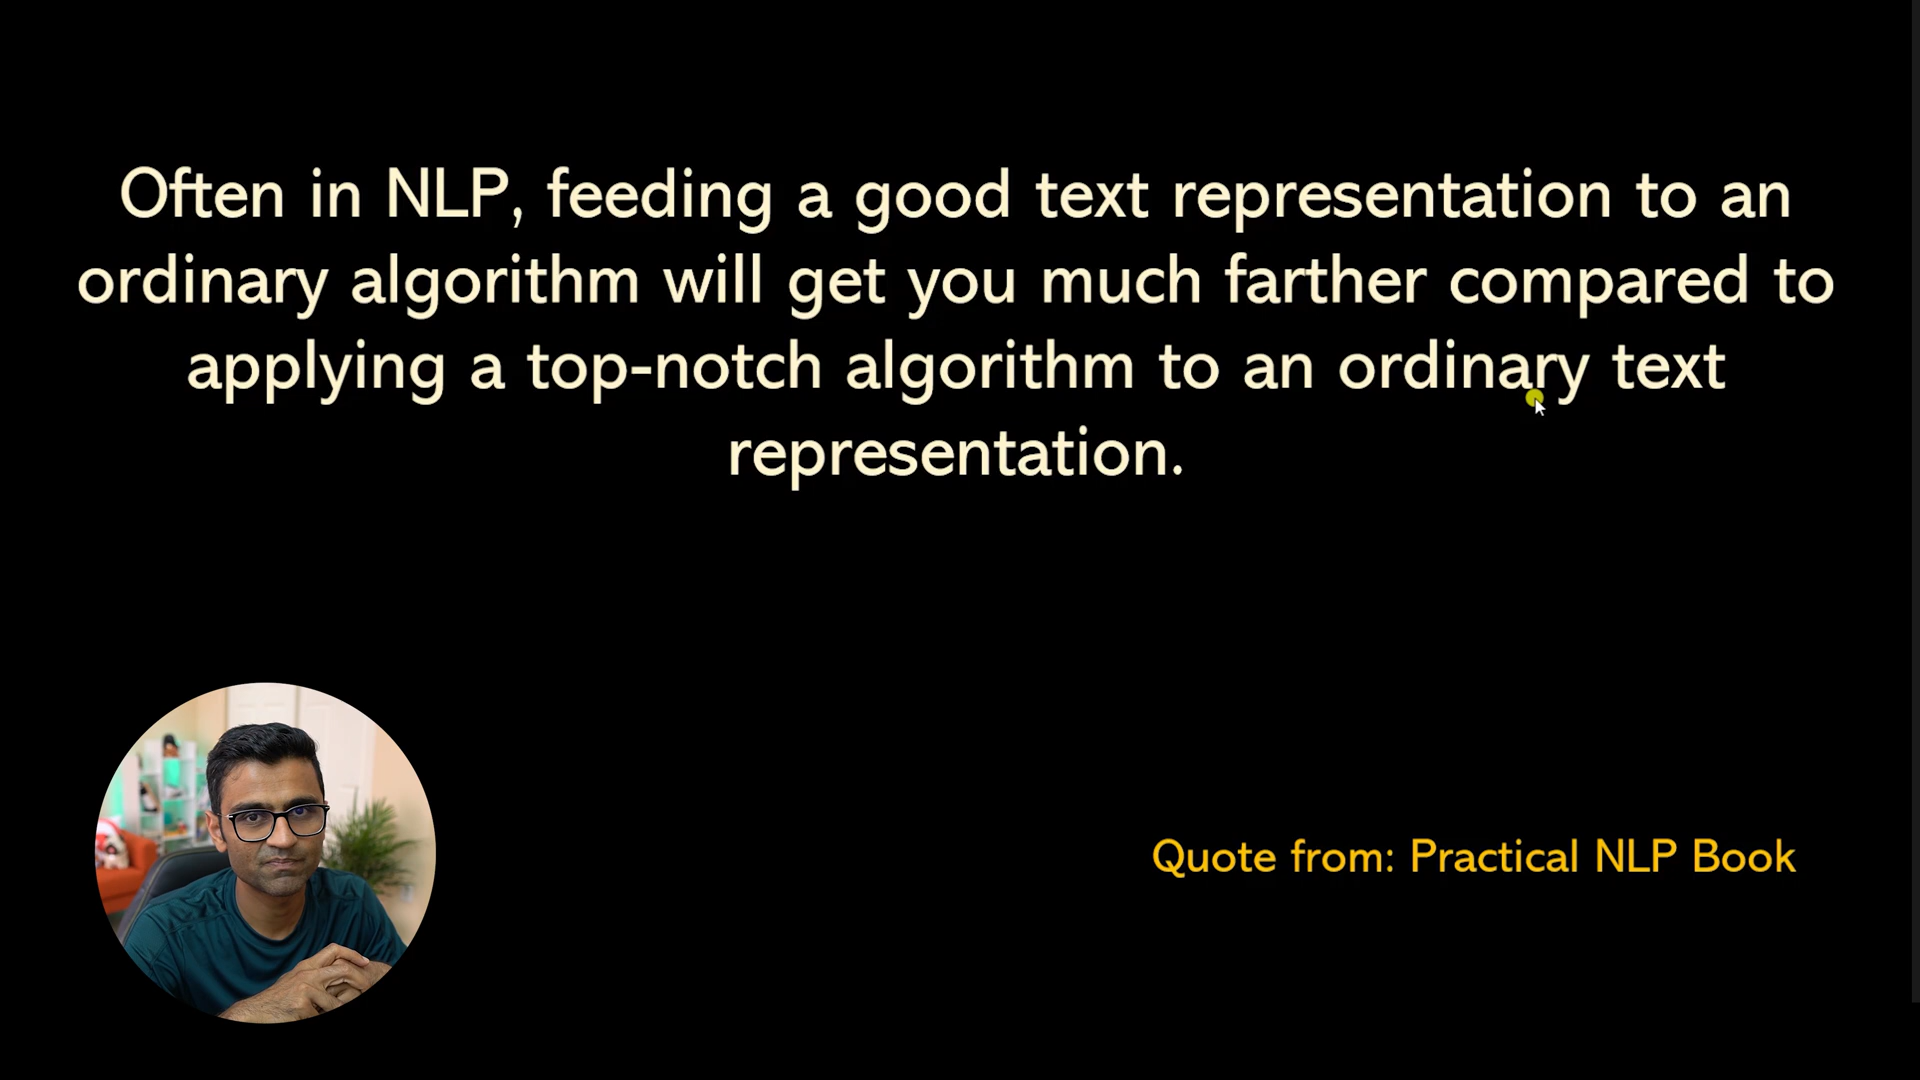 Often in NLP, feeding a good text representation to an
ordinary algorithm will get you much farther compared to
applying a top-notch algorithm to an ordinary text
representation.
Quote from: Practical NLP Book